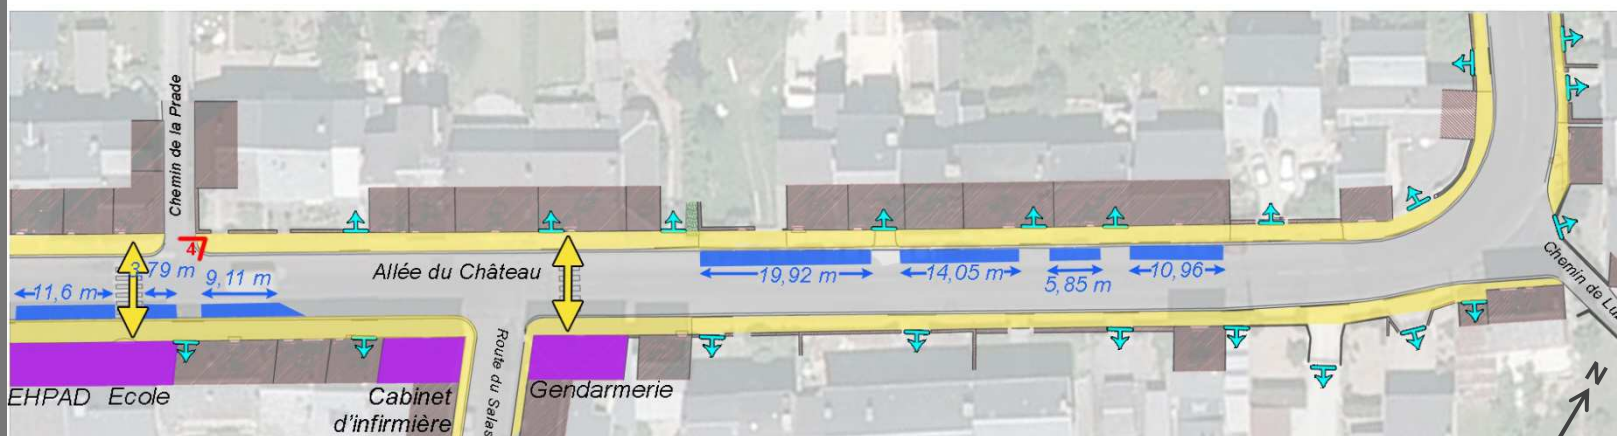 Chemin de la Prade
4
3,79 m
9,11 m
11,6 m
Allée du Château
19,92 m
14,05 m
5,85 m
10,96
Chemin de Lu
Route du Salas
EHPAD Ecole
Cabinet
d'infirmière
Gendarmerie
N